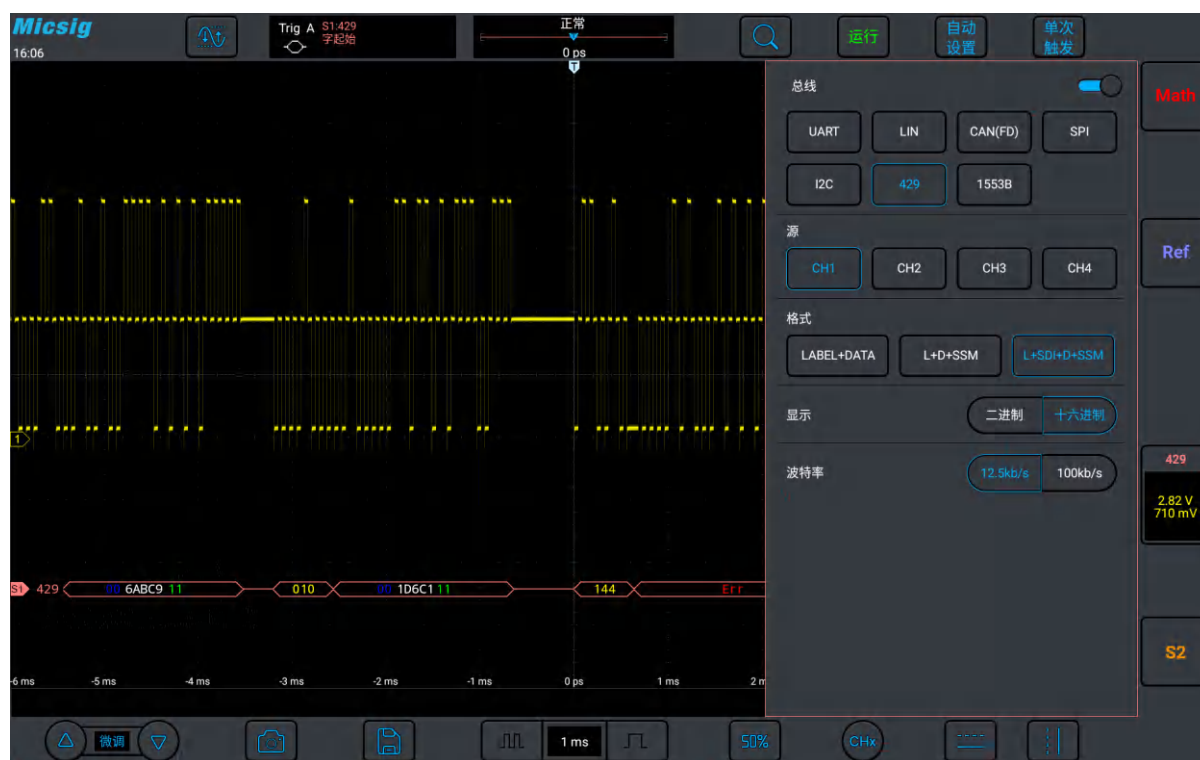 Micsig
16:06
Trig A S1:429
字起始
正常
0 ps
运行
自动
设置
单次
触发
T
总线
UART LIN CAN(FD) SPI
I2C 429 1553B
源
CH1 CH2 CH3 CH4
格式
LABEL+DATA L+D+SSM L+SDI+D+SSM
显示 二进制 十六进制
波特率 12.5kb/s 100kb/s
Math
Ref
429
2.82 V
710 mV
S2
1
S1 429 00 6ABC9 11 010 00 1D6C1 11 144 Err
-6 ms -5 ms -4 ms -3 ms -2 ms -1 ms 0 ps 1 ms 2 m
微调 1 ms 50% CHx